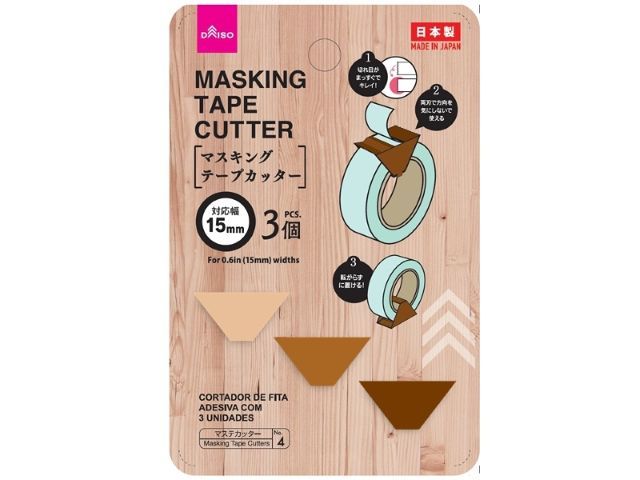 DAISO
日本製
MADE IN JAPAN
MASKING
TAPE
CUTTER
マスキング
テープカッター
対応幅
15mm
3個
PCS.
For 0.6in (15mm) widths
1
切れ目が
まっすぐで
キレイ!
2
両刃で方向を
気にしないで
使える
3
転がらず
に置ける!
CORTADOR DE FITA
ADESIVA COM
3 UNIDADES
マステカッター
Masking Tape Cutters
No.
4